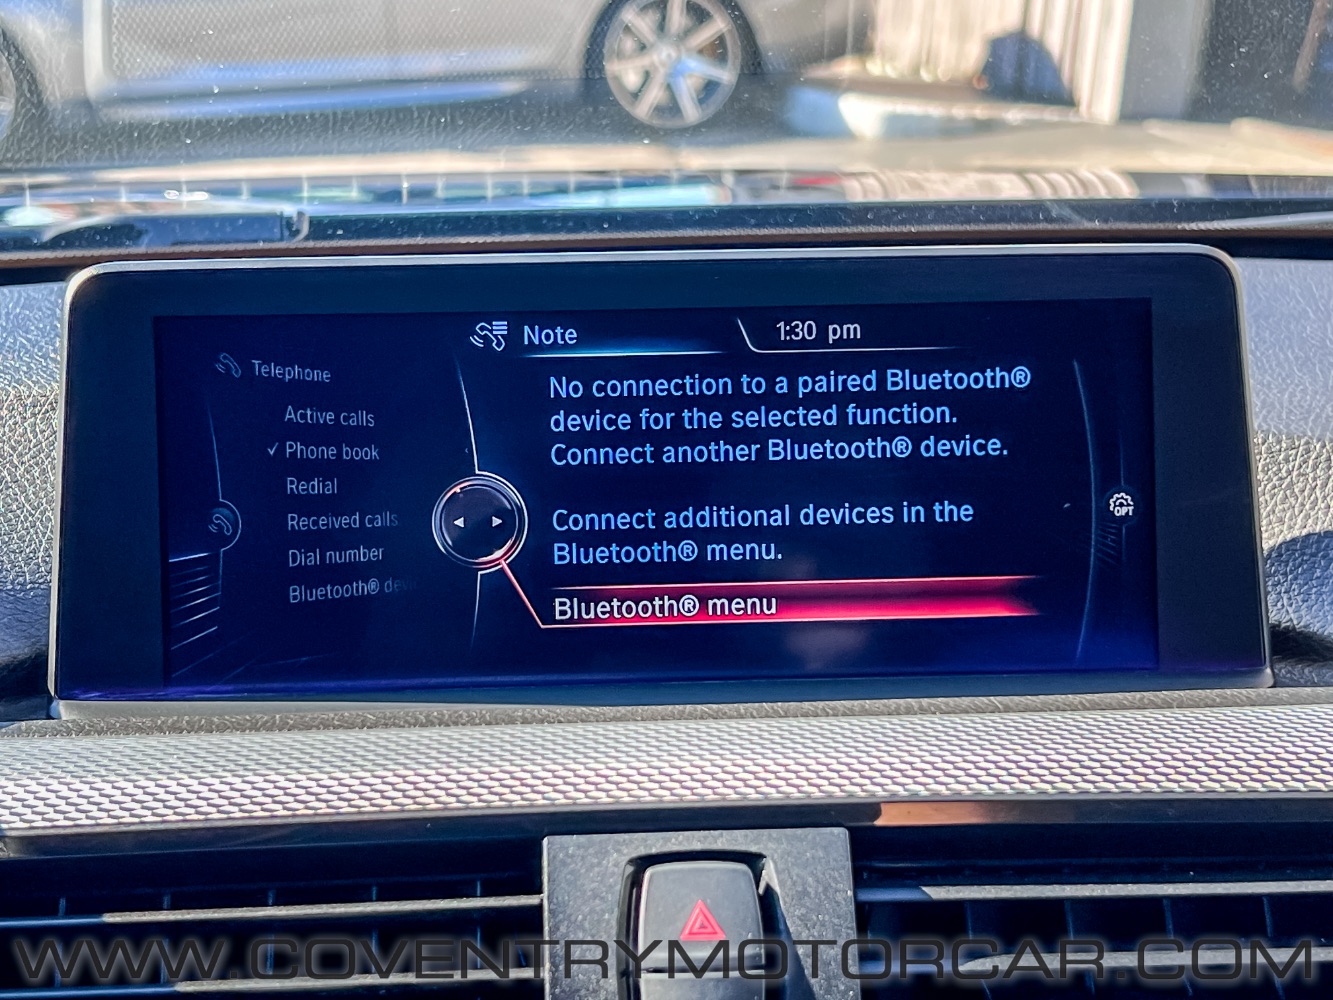 Note
1:30 pm
Telephone
Active calls
✓ Phone book
Redial
Received calls
Dial number
Bluetooth®
No connection to a paired Bluetooth®
device for the selected function.
Connect another Bluetooth® device.
Connect additional devices in the
Bluetooth® menu.
Bluetooth® menu
OPT
WWW.COVENTRYMOTORCAR.COM